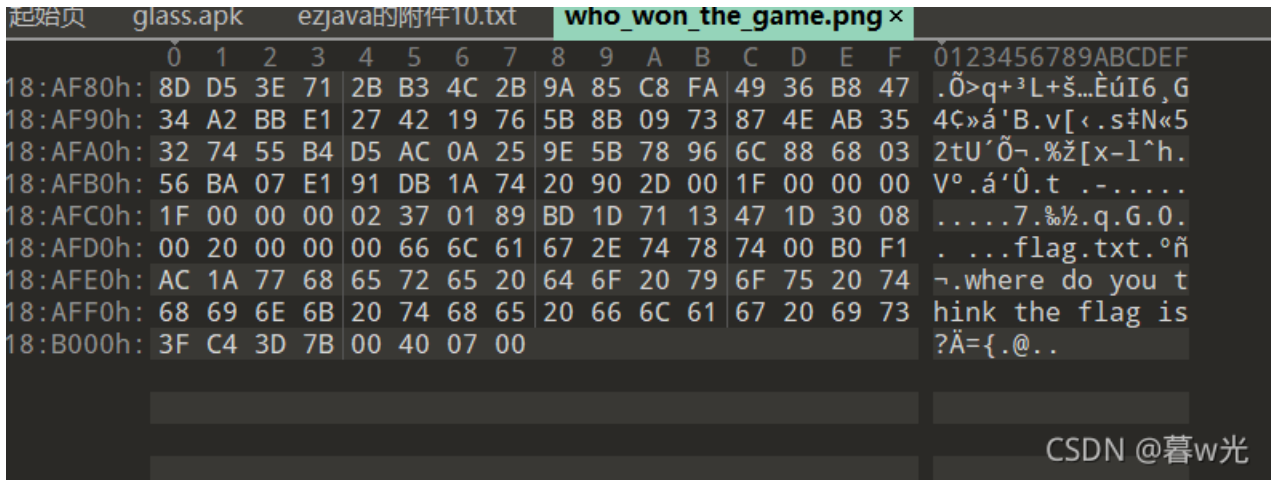 起始页 glass.apk ezjava的附件10.txt who_won_the_game.png ×
0 1 2 3 4 5 6 7 8 9 A B C D E F 0123456789ABCDEF
18:AF80h: 8D D5 3E 71 2B B3 4C 2B 9A 85 C8 FA 49 36 B8 47 .Õ>q+³L+š…ÈúI6¸G
18:AF90h: 34 A2 BB E1 27 42 19 76 5B 8B 09 73 87 4E AB 35 4¢»á'B.v[‹.s‡N«5
18:AFA0h: 32 74 55 B4 D5 AC 0A 25 9E 5B 78 96 6C 88 68 03 2tU´Õ¬.%ž[x–lˆh.
18:AFB0h: 56 BA 07 E1 91 DB 1A 74 20 90 2D 00 1F 00 00 00 Vº.á‘Û.t .-.....
18:AFC0h: 1F 00 00 00 02 37 01 89 BD 1D 71 13 47 1D 30 08 .....7.‰½.q.G.0.
18:AFD0h: 00 20 00 00 00 66 6C 61 67 2E 74 78 74 00 B0 F1 . ...flag.txt.°ñ
18:AFE0h: AC 1A 77 68 65 72 65 20 64 6F 20 79 6F 75 20 74 ¬.where do you t
18:AFF0h: 68 69 6E 6B 20 74 68 65 20 66 6C 61 67 20 69 73 hink the flag is
18:B000h: 3F C4 3D 7B 00 40 07 00 ?Ä={.@..
CSDN @暮w光